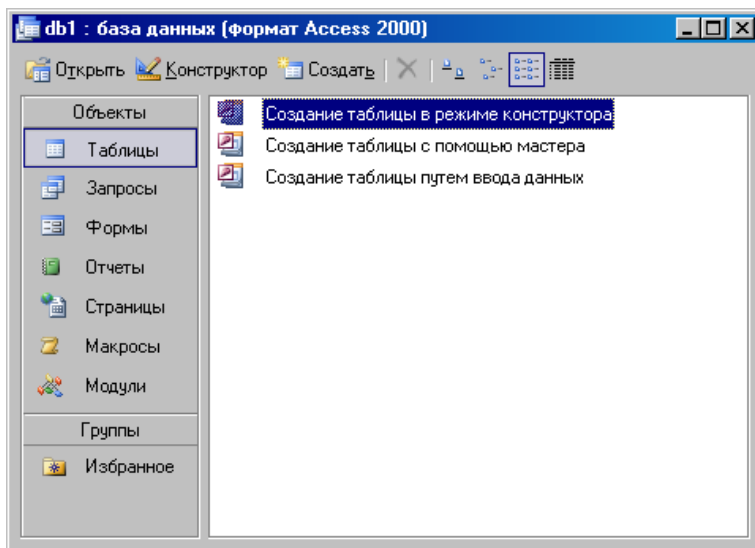 db1 : база данных (формат Access 2000)
Открыть Конструктор Создать
Объекты
Таблицы
Запросы
Формы
Отчеты
Страницы
Макросы
Модули
Группы
Избранное
Создание таблицы в режиме конструктора
Создание таблицы с помощью мастера
Создание таблицы путем ввода данных